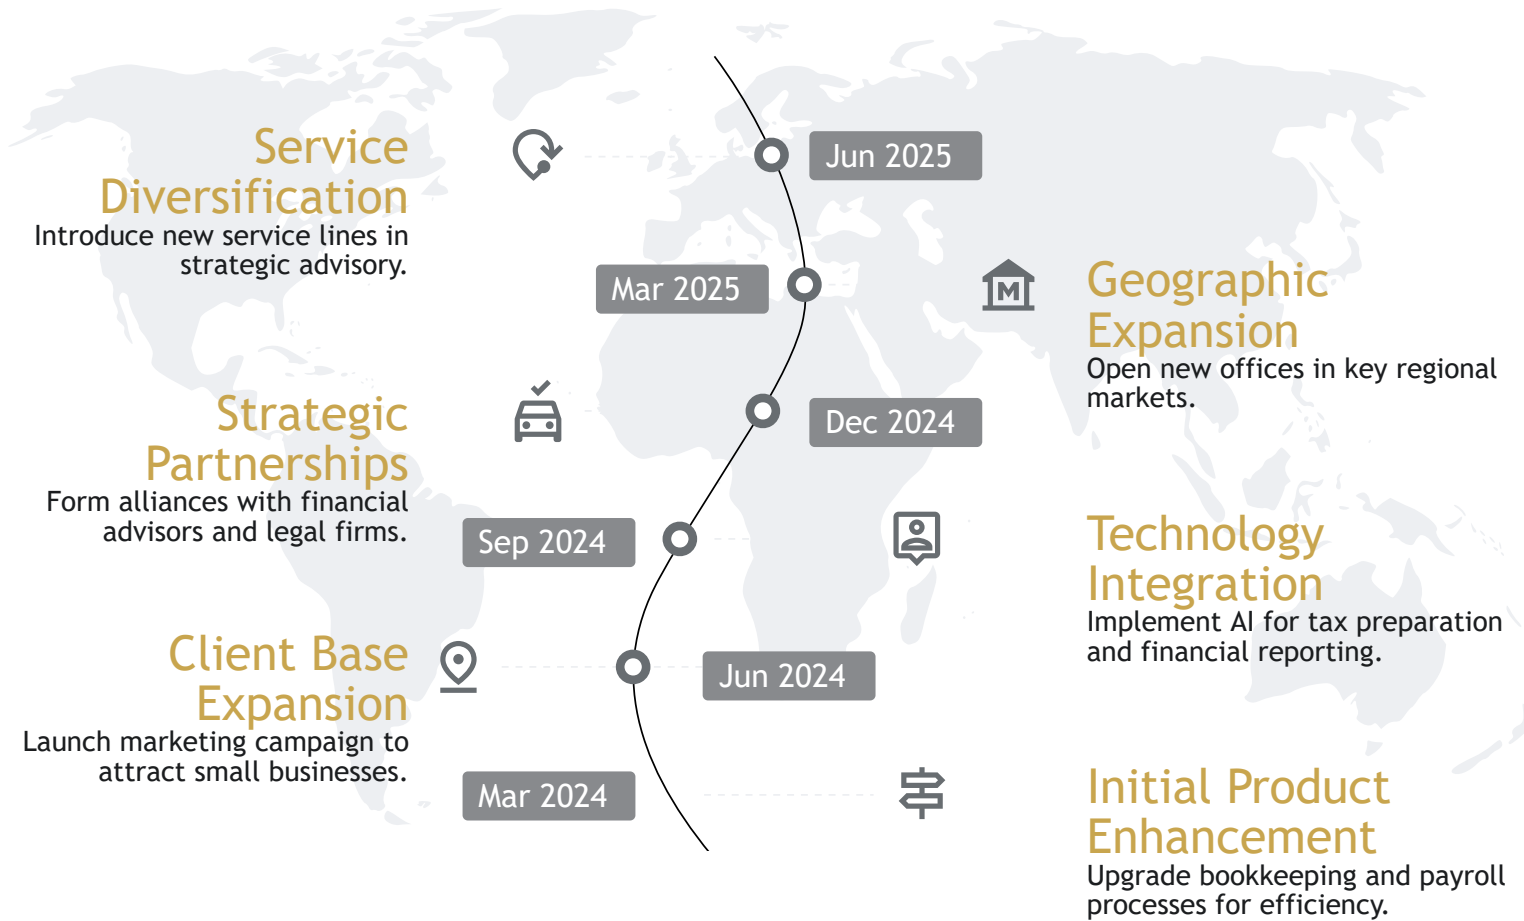 Service
Diversification
Introduce new service lines in
strategic advisory.
Jun 2025
Mar 2025
Geographic
Expansion
Open new offices in key regional
markets.
Strategic
Partnerships
Form alliances with financial
advisors and legal firms.
Dec 2024
Sep 2024
Technology
Integration
Implement AI for tax preparation
and financial reporting.
Client Base
Expansion
Launch marketing campaign to
attract small businesses.
Jun 2024
Mar 2024
Initial Product
Enhancement
Upgrade bookkeeping and payroll
processes for efficiency.
M